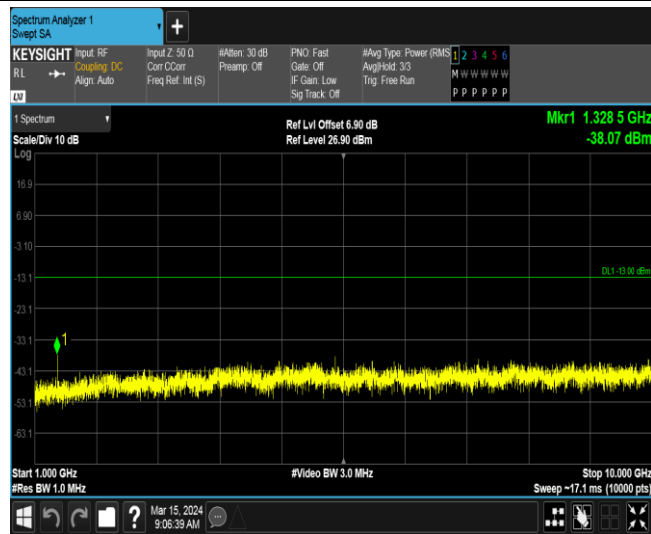 Spectrum Analyzer 1
Swept SA
+
KEYSIGHT
RL
LXI
Input: RF
Coupling: DC
Align: Auto
Input Z: 50 Ω
Corr CCorr
Freq Ref: Int (S)
#Atten: 30 dB
Preamp: Off
PNO: Fast
Gate: Off
IF Gain: Low
Sig Track: Off
#Avg Type: Power (RMS
Avg|Hold: 3/3
Trig: Free Run
1 2 3 4 5 6
M W W W W W
P P P P P P
1 Spectrum
Scale/Div 10 dB
Log
Ref Lvl Offset 6.90 dB
Ref Level 26.90 dBm
Mkr1 1.328 5 GHz
-38.07 dBm
16.9
6.90
-3.10
-13.1
-23.1
-33.1
-43.1
-53.1
-63.1
DL1 -13.00 dBm
1
Start 1.000 GHz
#Res BW 1.0 MHz
#Video BW 3.0 MHz
Stop 10.000 GHz
Sweep ~17.1 ms (10000 pts)
?
Mar 15, 2024
9:06:39 AM